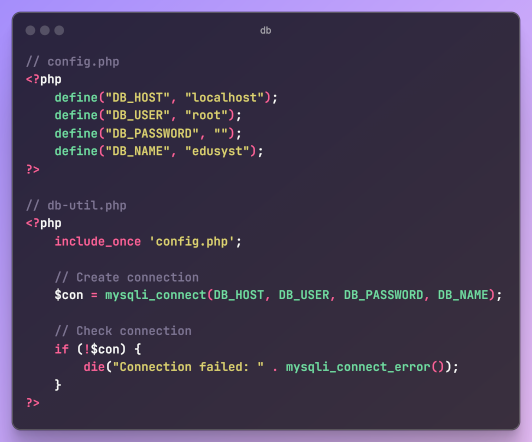 db
// config.php
<?php
    define("DB_HOST", "localhost");
    define("DB_USER", "root");
    define("DB_PASSWORD", "");
    define("DB_NAME", "edusyst");
?>

// db-util.php
<?php
    include_once 'config.php';

    // Create connection
    $con = mysqli_connect(DB_HOST, DB_USER, DB_PASSWORD, DB_NAME);

    // Check connection
    if (!$con) {
        die("Connection failed: " . mysqli_connect_error());
    }
?>